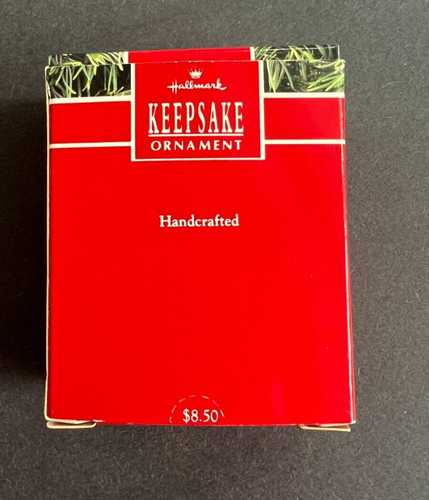 Hallmark
KEEPSAKE
ORNAMENT
Handcrafted
$8.50